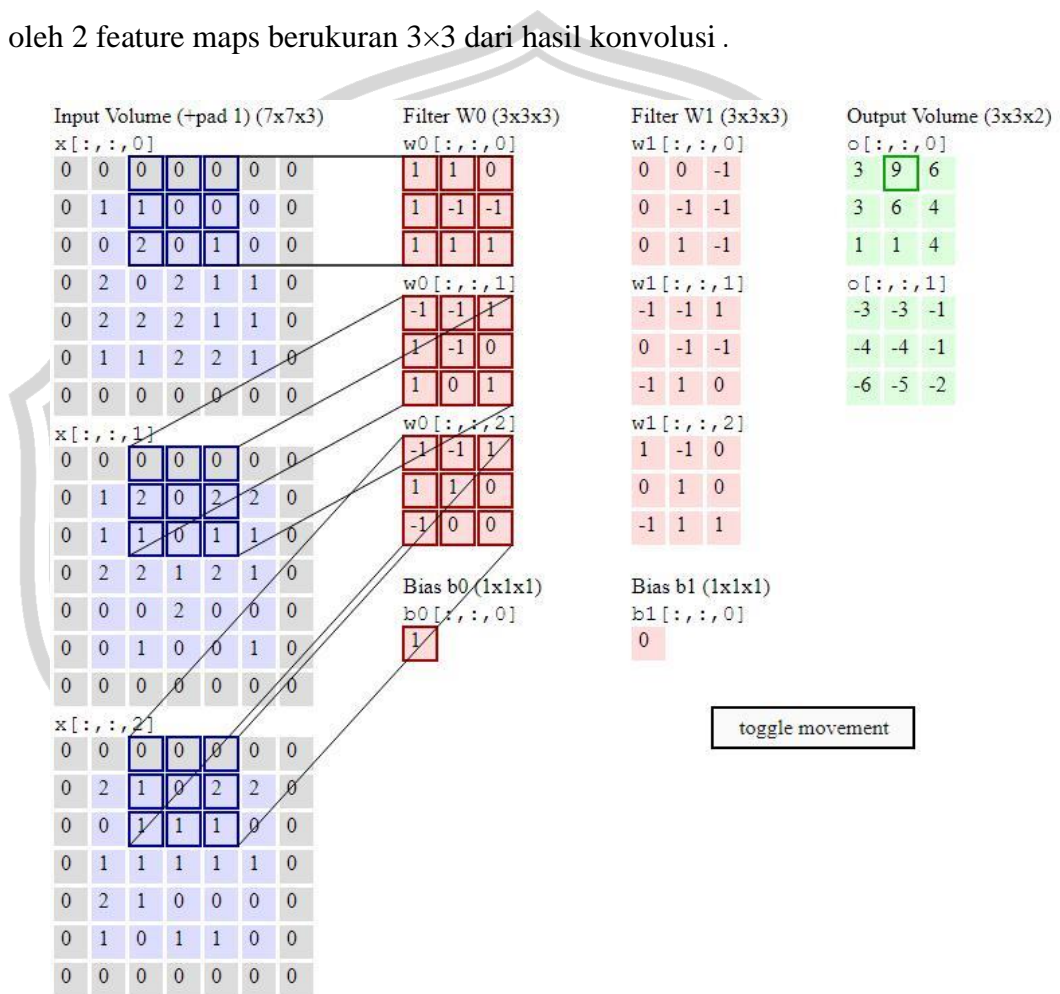 oleh 2 feature maps berukuran 3×3 dari hasil konvolusi .
Input Volume (+pad 1) (7x7x3)
x[:,:,0]
0 0 0 0 0 0 0
0 1 1 0 0 0 0
0 0 2 0 1 0 0
0 2 0 2 1 1 0
0 2 2 2 1 1 0
0 1 1 2 2 1 0
0 0 0 0 0 0 0
x[:,:,1]
0 0 0 0 0 0 0
0 1 2 0 2 2 0
0 1 1 0 1 1 0
0 2 2 1 2 1 0
0 0 0 2 0 0 0
0 0 1 0 0 1 0
0 0 0 0 0 0 0
x[:,:,2]
0 0 0 0 0 0 0
0 2 1 0 2 2 0
0 0 1 1 1 0 0
0 1 1 1 1 1 0
0 2 1 0 0 0 0
0 1 0 1 1 0 0
0 0 0 0 0 0 0
Filter W0 (3x3x3)
w0[:,:,0]
1 1 0
1 -1 -1
1 1 1
w0[:,:,1]
-1 -1 1
1 -1 0
1 0 1
w0[:,:,2]
-1 -1 1
1 1 0
-1 0 0
Bias b0 (1x1x1)
b0[:,:,0]
1
Filter W1 (3x3x3)
w1[:,:,0]
0 0 -1
0 -1 -1
0 1 -1
w1[:,:,1]
-1 -1 1
0 -1 -1
-1 1 0
w1[:,:,2]
1 -1 0
0 1 0
-1 1 1
Bias b1 (1x1x1)
b1[:,:,0]
0
Output Volume (3x3x2)
o[:,:,0]
3 9 6
3 6 4
1 1 4
o[:,:,1]
-3 -3 -1
-4 -4 -1
-6 -5 -2
toggle movement